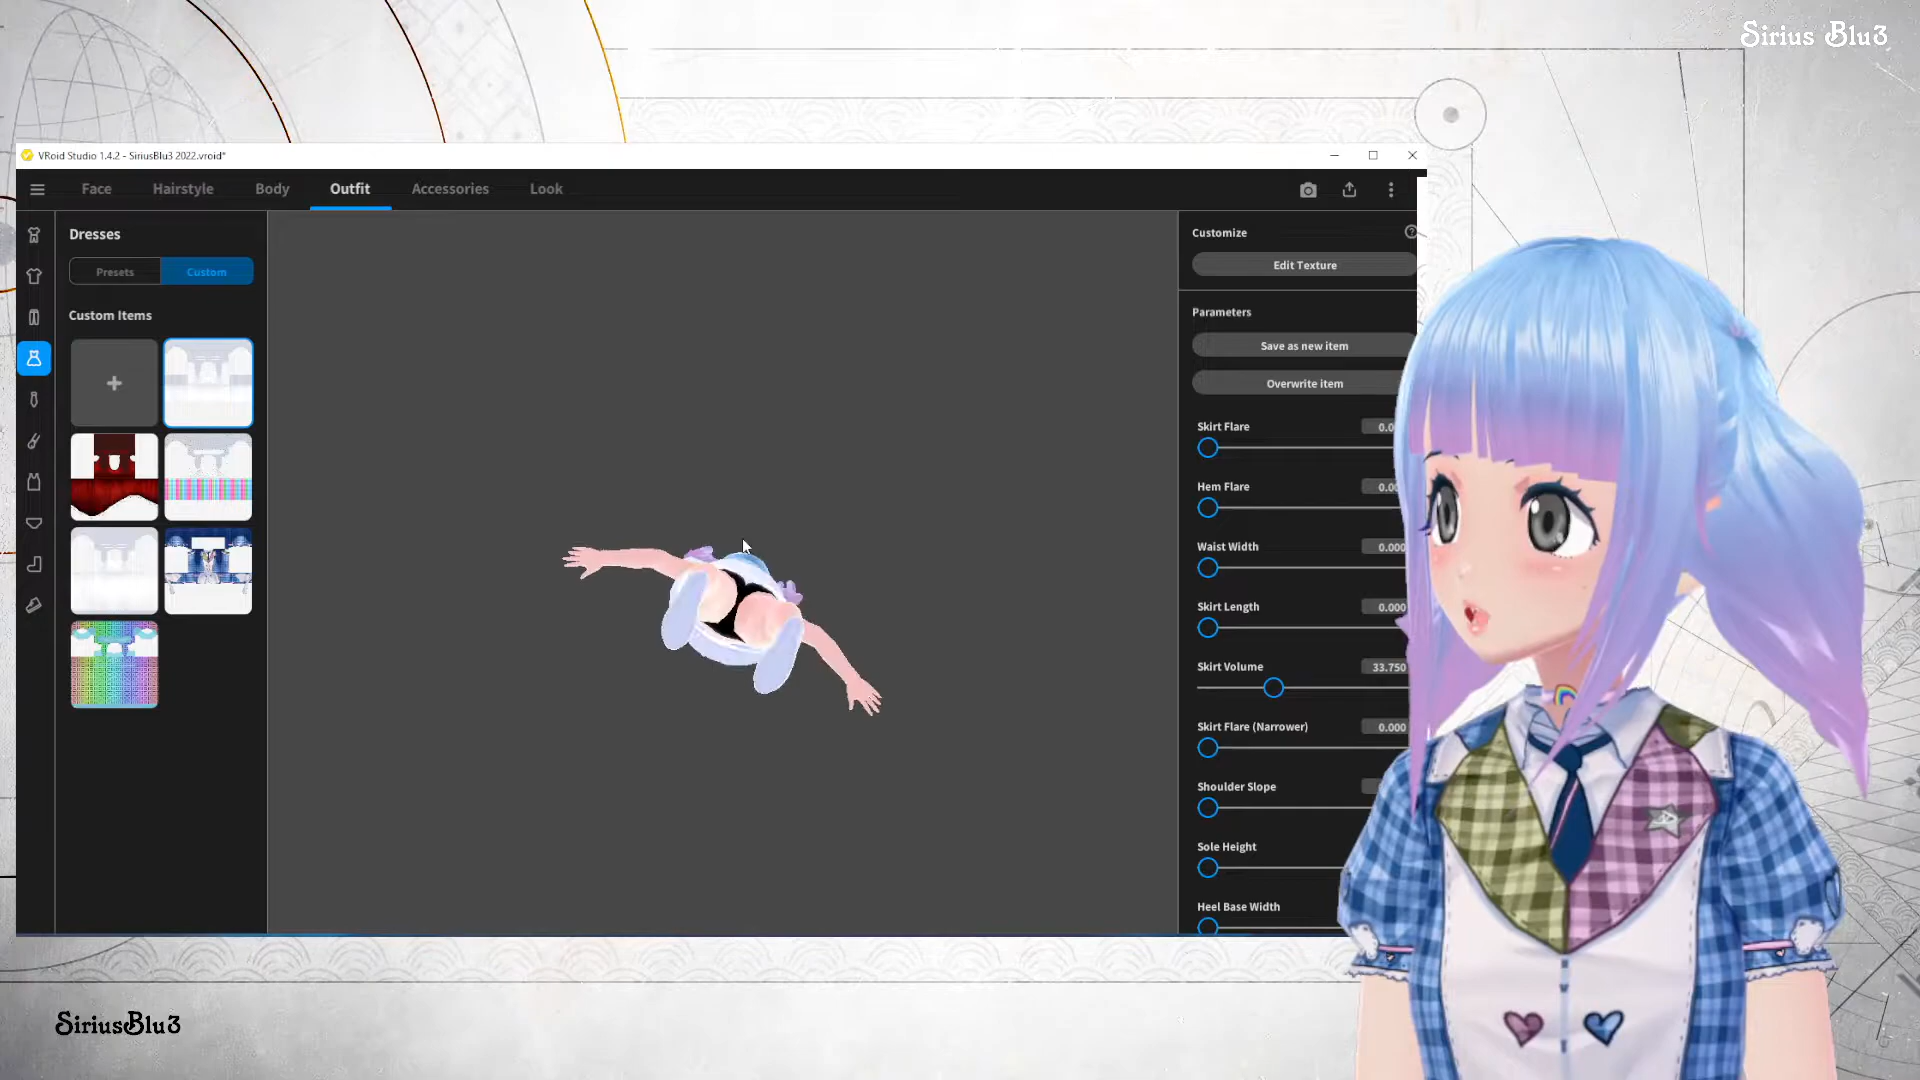 Sirius Blu3
VRoid Studio 1.4.2 - SiriusBlu3 2022.vroid*
Face
Hairstyle
Body
Outfit
Accessories
Look
Dresses
Presets
Custom
Custom Items
Customize
Edit Texture
Parameters
Save as new item
Overwrite item
Skirt Flare
Hem Flare
Waist Width
0.000
Skirt Length
0.000
Skirt Volume
33.750
Skirt Flare (Narrower)
0.000
Shoulder Slope
Sole Height
Heel Base Width
SiriusBlu3